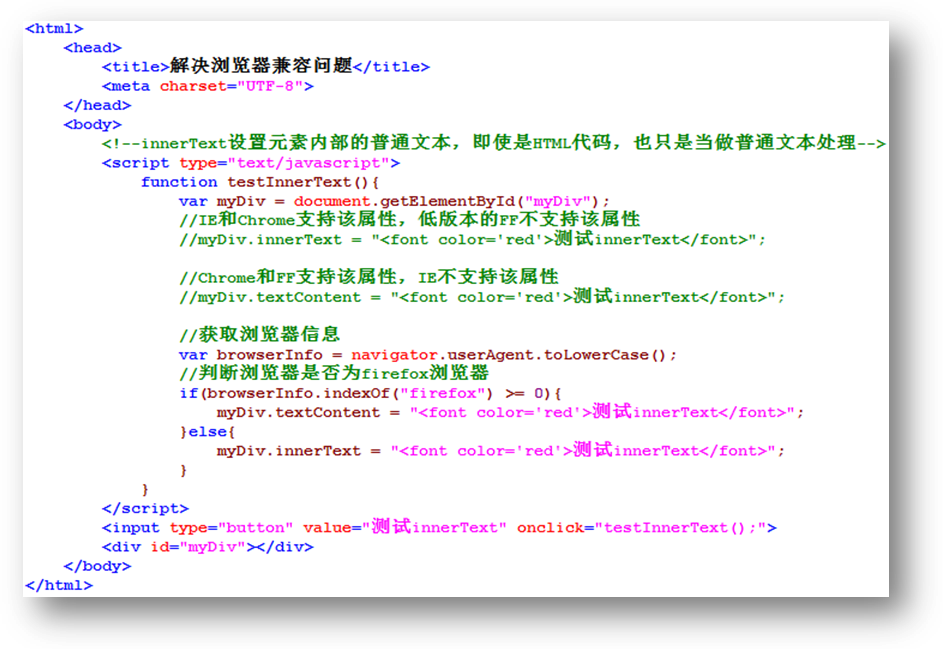 <html>
<head>
<title>解决浏览器兼容问题</title>
<meta charset="UTF-8">
</head>
<body>
<!--innerText设置元素内部的普通文本，即使是HTML代码，也只是当做普通文本处理-->
<script type="text/javascript">
function testInnerText(){
var myDiv = document.getElementById("myDiv");
//IE和Chrome支持该属性，低版本的FF不支持该属性
//myDiv.innerText = "<font color='red'>测试innerText</font>";
//Chrome和FF支持该属性，IE不支持该属性
//myDiv.textContent = "<font color='red'>测试innerText</font>";
//获取浏览器信息
var browserInfo = navigator.userAgent.toLowerCase();
//判断浏览器是否为firefox浏览器
if(browserInfo.indexOf("firefox") >= 0){
myDiv.textContent = "<font color='red'>测试innerText</font>";
}else{
myDiv.innerText = "<font color='red'>测试innerText</font>";
}
}
</script>
<input type="button" value="测试innerText" onclick="testInnerText();">
<div id="myDiv"></div>
</body>
</html>